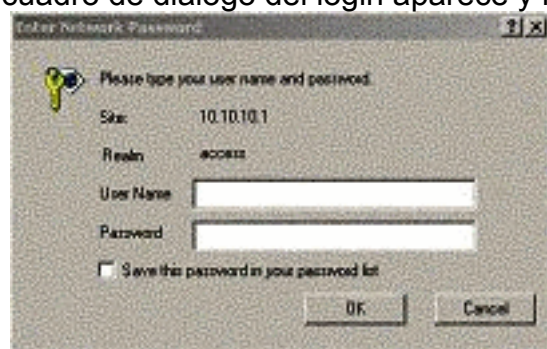 cuadro de diálogo del login aparece y
Enter Network Password
Please type your user name and password.
Site: 10.10.10.1
Realm access
User Name
Password
Save this password in your password list
OK Cancel